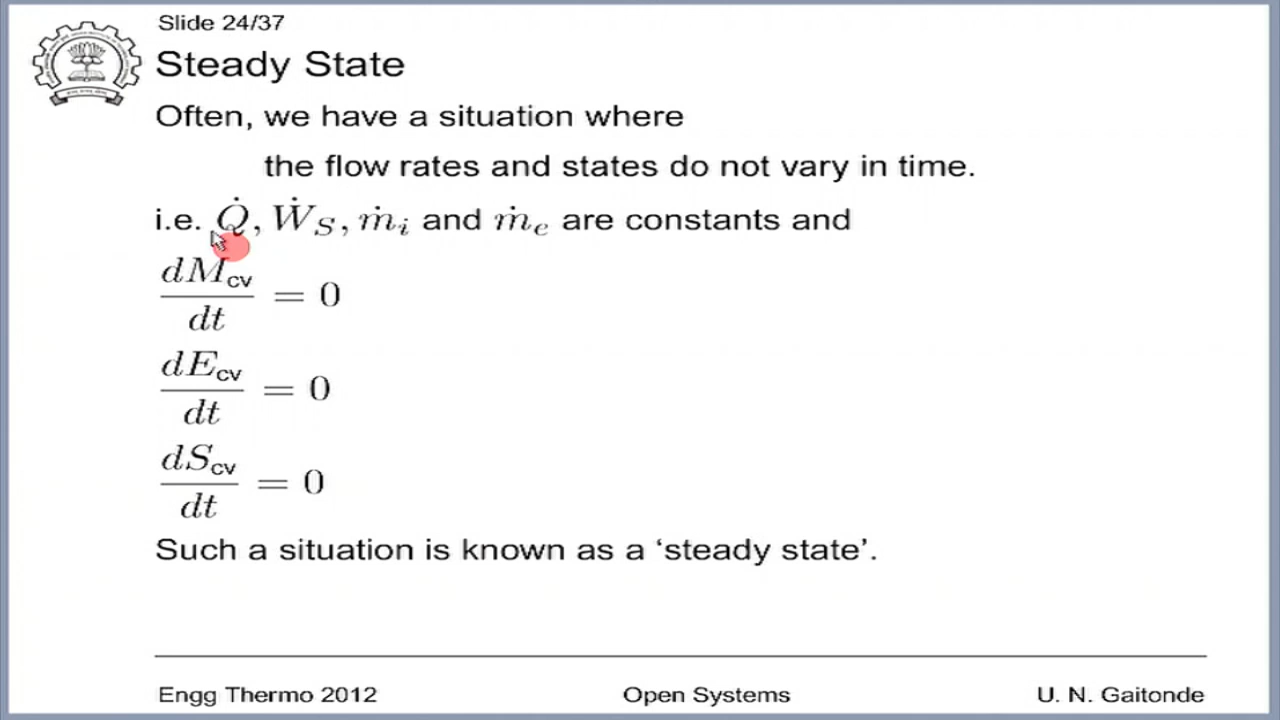 Slide 24/37
Steady State
Often, we have a situation where
the flow rates and states do not vary in time.
i.e. Q̇, Ẇ_S, ṁ_i and ṁ_e are constants and
dM_cv/dt = 0
dE_cv/dt = 0
dS_cv/dt = 0
Such a situation is known as a ‘steady state’.
Engg Thermo 2012 Open Systems U. N. Gaitonde